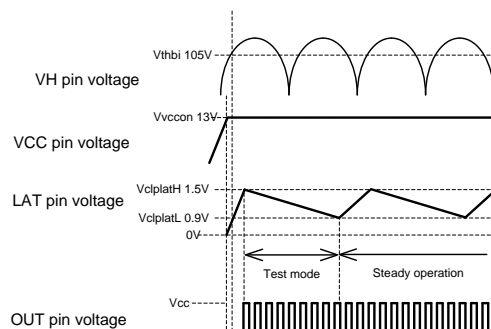 Vthbi 105V
VH pin voltage
Vvccon 13V
VCC pin voltage
VclplatH 1.5V
LAT pin voltage
VclplatL 0.9V
0V
Test mode
Steady operation
Vcc
OUT pin voltage